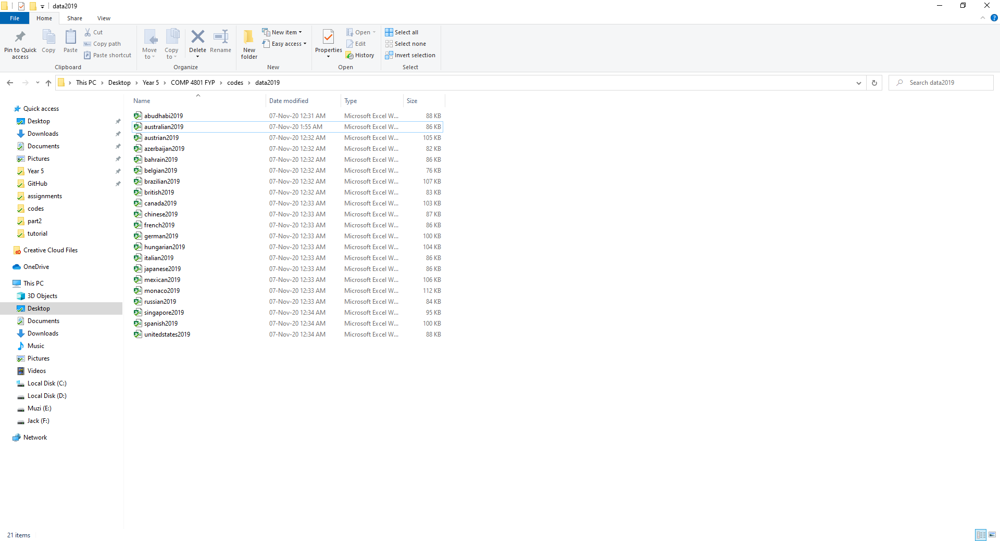 data2019
File Home Share View
Pin to Quick access
Copy
Paste
Cut
Copy path
Paste shortcut
Clipboard
Move to
Copy to
Delete
Rename
Organize
New folder
New item
Easy access
New
Properties
Open
Edit
History
Open
Select all
Select none
Invert selection
Select
This PC > Desktop > Year 5 > COMP 4801 FYP > codes > data2019
Search data2019
Quick access
Desktop
Downloads
Documents
Pictures
Year 5
GitHub
assignments
codes
part2
tutorial
Creative Cloud Files
OneDrive
This PC
3D Objects
Desktop
Documents
Downloads
Music
Pictures
Videos
Local Disk (C:)
Local Disk (D:)
Muzi (E:)
Jack (F:)
Network
Name Date modified Type Size
abudhabi2019 07-Nov-20 12:31 AM Microsoft Excel W... 88 KB
australian2019 07-Nov-20 1:55 AM Microsoft Excel W... 86 KB
austrian2019 07-Nov-20 12:32 AM Microsoft Excel W... 105 KB
azerbaijan2019 07-Nov-20 12:32 AM Microsoft Excel W... 82 KB
bahrain2019 07-Nov-20 12:32 AM Microsoft Excel W... 86 KB
belgian2019 07-Nov-20 12:32 AM Microsoft Excel W... 76 KB
brazilian2019 07-Nov-20 12:32 AM Microsoft Excel W... 107 KB
british2019 07-Nov-20 12:32 AM Microsoft Excel W... 83 KB
canada2019 07-Nov-20 12:33 AM Microsoft Excel W... 103 KB
chinese2019 07-Nov-20 12:33 AM Microsoft Excel W... 87 KB
french2019 07-Nov-20 12:33 AM Microsoft Excel W... 86 KB
german2019 07-Nov-20 12:33 AM Microsoft Excel W... 100 KB
hungarian2019 07-Nov-20 12:33 AM Microsoft Excel W... 104 KB
italian2019 07-Nov-20 12:33 AM Microsoft Excel W... 86 KB
japanese2019 07-Nov-20 12:33 AM Microsoft Excel W... 86 KB
mexican2019 07-Nov-20 12:33 AM Microsoft Excel W... 106 KB
monaco2019 07-Nov-20 12:33 AM Microsoft Excel W... 112 KB
russian2019 07-Nov-20 12:33 AM Microsoft Excel W... 84 KB
singapore2019 07-Nov-20 12:34 AM Microsoft Excel W... 95 KB
spanish2019 07-Nov-20 12:34 AM Microsoft Excel W... 100 KB
unitedstates2019 07-Nov-20 12:34 AM Microsoft Excel W... 88 KB
21 items